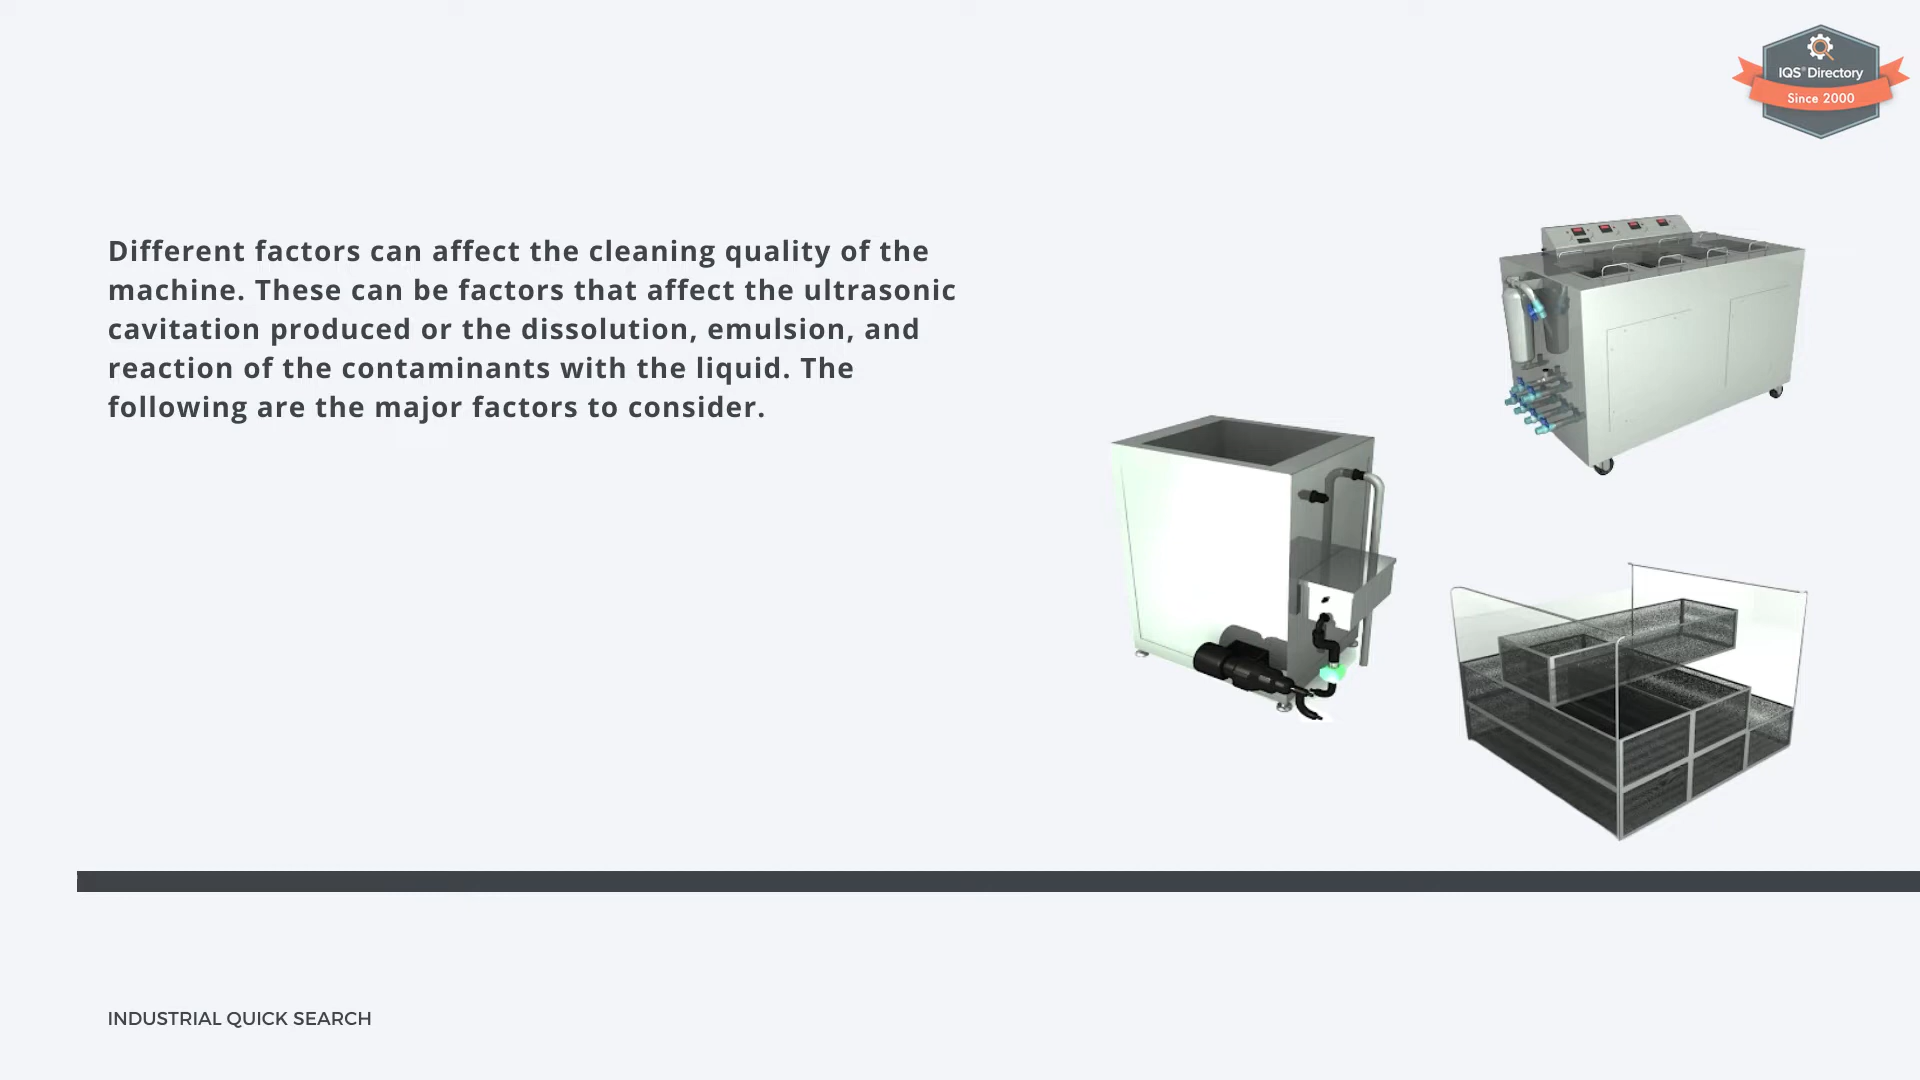 IQS® Directory
Since 2000
Different factors can affect the cleaning quality of the
machine. These can be factors that affect the ultrasonic
cavitation produced or the dissolution, emulsion, and
reaction of the contaminants with the liquid. The
following are the major factors to consider.
INDUSTRIAL QUICK SEARCH